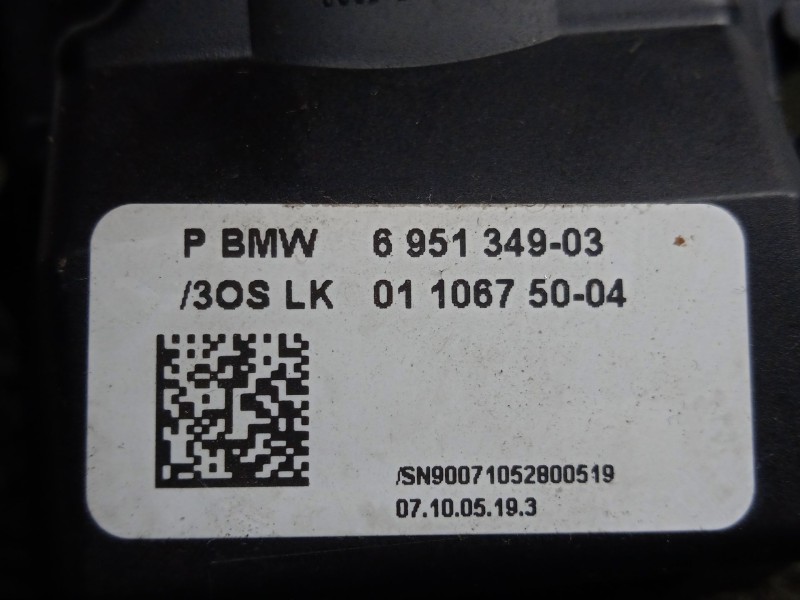 P BMW 6 951 349-03
/3OS LK 01 1067 50-04
/SN90071052800519
07.10.05.19.3